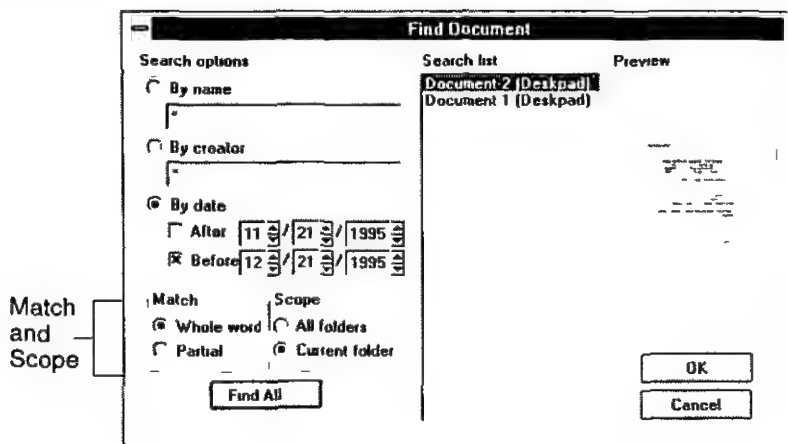 Find Document
Search options
By name
*
By creator
*
By date
After 11 / 21 / 1995
Before 12 / 21 / 1995
Match
Whole word
Partial
Scope
All folders
Current folder
Find All
Search list
Document-2 (Deskpad)
Document 1 (Deskpad)
Preview
OK
Cancel
Match
and
Scope